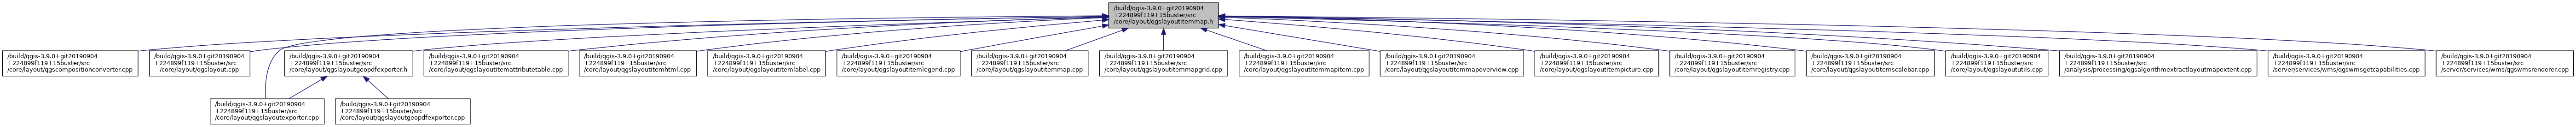 /build/qgis-3.9.0+git20190904
+224899f119+15buster/src
/core/layout/qgslayoutitemmap.h
/build/qgis-3.9.0+git20190904
+224899f119+15buster/src
/core/layout/qgscompositionconverter.cpp
/build/qgis-3.9.0+git20190904
+224899f119+15buster/src
/core/layout/qgslayout.cpp
/build/qgis-3.9.0+git20190904
+224899f119+15buster/src
/core/layout/qgslayoutgeopdfexporter.h
/build/qgis-3.9.0+git20190904
+224899f119+15buster/src
/core/layout/qgslayoutitemattributetable.cpp
/build/qgis-3.9.0+git20190904
+224899f119+15buster/src
/core/layout/qgslayoutitemhtml.cpp
/build/qgis-3.9.0+git20190904
+224899f119+15buster/src
/core/layout/qgslayoutitemlabel.cpp
/build/qgis-3.9.0+git20190904
+224899f119+15buster/src
/core/layout/qgslayoutitemlegend.cpp
/build/qgis-3.9.0+git20190904
+224899f119+15buster/src
/core/layout/qgslayoutitemmap.cpp
/build/qgis-3.9.0+git20190904
+224899f119+15buster/src
/core/layout/qgslayoutitemmapgrid.cpp
/build/qgis-3.9.0+git20190904
+224899f119+15buster/src
/core/layout/qgslayoutitemmapitem.cpp
/build/qgis-3.9.0+git20190904
+224899f119+15buster/src
/core/layout/qgslayoutitemmapoverview.cpp
/build/qgis-3.9.0+git20190904
+224899f119+15buster/src
/core/layout/qgslayoutitempicture.cpp
/build/qgis-3.9.0+git20190904
+224899f119+15buster/src
/core/layout/qgslayoutitemregistry.cpp
/build/qgis-3.9.0+git20190904
+224899f119+15buster/src
/core/layout/qgslayoutitemscalebar.cpp
/build/qgis-3.9.0+git20190904
+224899f119+15buster/src
/core/layout/qgslayoututils.cpp
/build/qgis-3.9.0+git20190904
+224899f119+15buster/src
/analysis/processing/qgsalgorithmextractlayoutmapextent.cpp
/build/qgis-3.9.0+git20190904
+224899f119+15buster/src
/server/services/wms/qgswmsgetcapabilities.cpp
/build/qgis-3.9.0+git20190904
+224899f119+15buster/src
/server/services/wms/qgswmsrenderer.cpp
/build/qgis-3.9.0+git20190904
+224899f119+15buster/src
/core/layout/qgslayoutexporter.cpp
/build/qgis-3.9.0+git20190904
+224899f119+15buster/src
/core/layout/qgslayoutgeopdfexporter.cpp